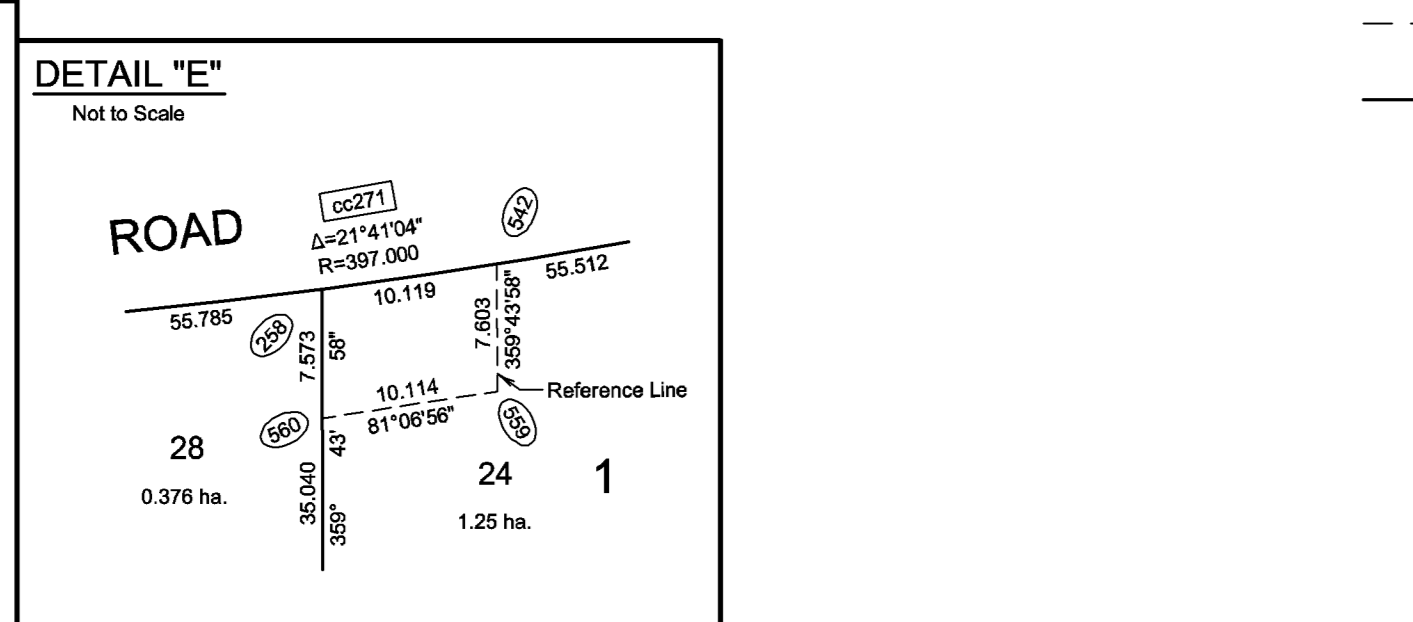 DETAIL "E"
Not to Scale
ROAD
cc271
Δ=21°41'04"
R=397.000
542
55.785
10.119
55.512
258
7.573
58"
7.603
359°43'58"
10.114
81°06'56"
Reference Line
560
559
43'
35.040
359°
28
0.376 ha.
24
1.25 ha.
1